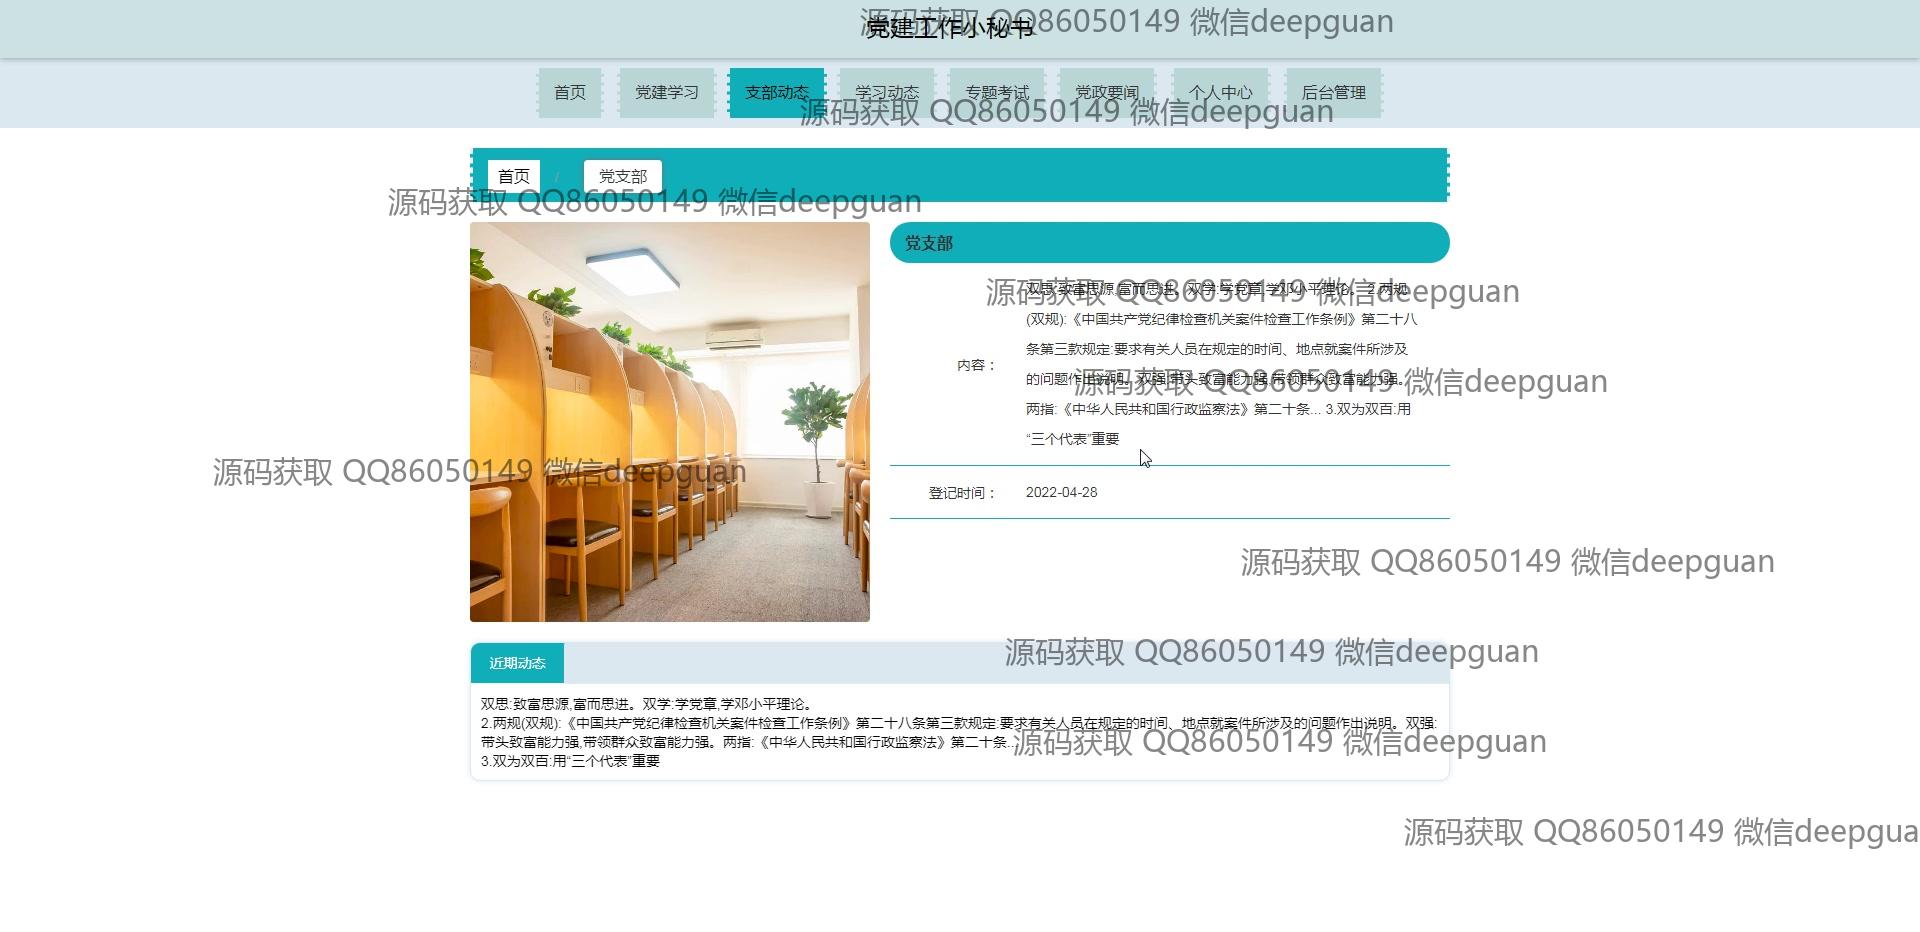 党建工作小秘书
源码获取 QQ86050149 微信deepguan
首页 党建学习 支部动态 学习动态 专题考试 党政要闻 个人中心 后台管理
源码获取 QQ86050149 微信deepguan
首页 / 党支部
源码获取 QQ86050149 微信deepguan
党支部
双思:致富思源,富而思进。双学:学党章,学邓小平理论。 2.两规
源码获取 QQ86050149 微信deepguan
(双规):《中国共产党纪律检查机关案件检查工作条例》第二十八
条第三款规定:要求有关人员在规定的时间、地点就案件所涉及
内容：
的问题作出说明。双强:带头致富能力强,带领群众致富能力强。
源码获取 QQ86050149 微信deepguan
两指:《中华人民共和国行政监察法》第二十条... 3.双为双百:用
“三个代表”重要
源码获取 QQ86050149 微信deepguan
登记时间： 2022-04-28
源码获取 QQ86050149 微信deepguan
源码获取 QQ86050149 微信deepguan
近期动态
双思:致富思源,富而思进。双学:学党章,学邓小平理论。
2.两规(双规):《中国共产党纪律检查机关案件检查工作条例》第二十八条第三款规定:要求有关人员在规定的时间、地点就案件所涉及的问题作出说明。双强:
带头致富能力强,带领群众致富能力强。两指:《中华人民共和国行政监察法》第二十条...
源码获取 QQ86050149 微信deepguan
3.双为双百:用“三个代表”重要
源码获取 QQ86050149 微信deepgua